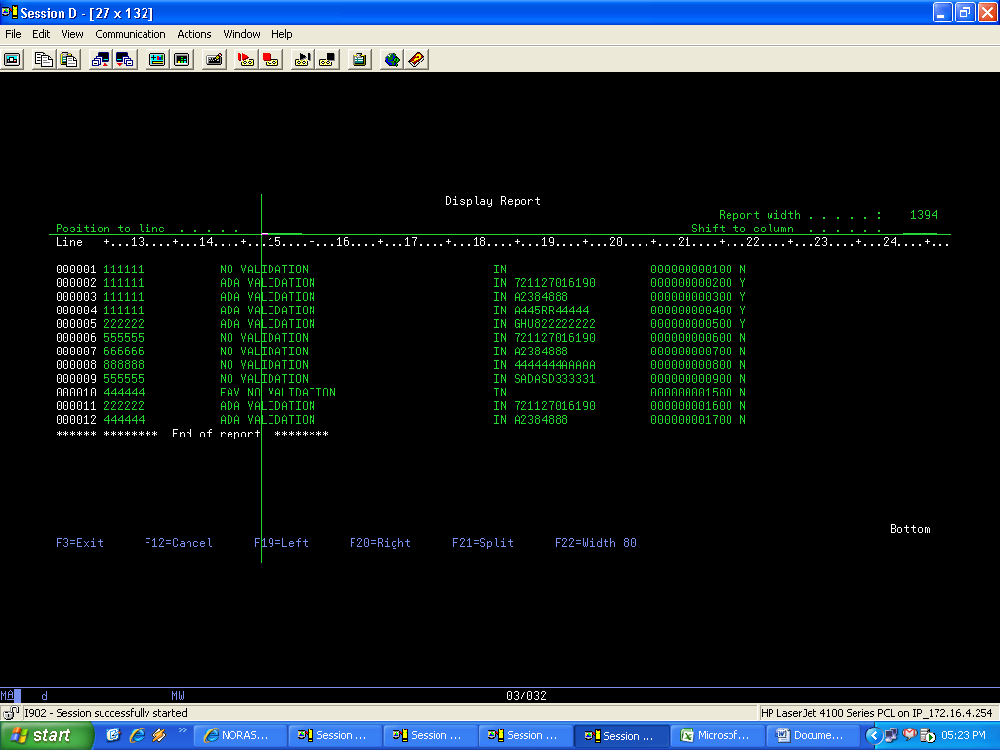 Session D - [27 x 132]
File Edit View Communication Actions Window Help
Display Report
Report width . . . . . : 1394
Position to line . . . . . Shift to column . . . . . .
Line +...13....+...14....+...15....+...16....+...17....+...18....+...19....+...20....+...21....+...22....+...23....+...24....+...
000001 111111 NO VALIDATION IN 000000000100 N
000002 111111 ADA VALIDATION IN 721127016190 000000000200 Y
000003 111111 ADA VALIDATION IN A2384888 000000000300 Y
000004 111111 ADA VALIDATION IN A445RR44444 000000000400 Y
000005 222222 ADA VALIDATION IN GHU822222222 000000000500 Y
000006 555555 NO VALIDATION IN 721127016190 000000000600 N
000007 666666 NO VALIDATION IN A2384888 000000000700 N
000008 888888 NO VALIDATION IN 4444444AAAAA 000000000800 N
000009 555555 NO VALIDATION IN SADASD333331 000000000900 N
000010 444444 FAV NO VALIDATION IN 000000001500 N
000011 222222 ADA VALIDATION IN 721127016190 000000001600 N
000012 444444 ADA VALIDATION IN A2384888 000000001700 N
****** ******** End of report ********
Bottom
F3=Exit F12=Cancel F19=Left F20=Right F21=Split F22=Width 80
MA d MW 03/032
I902 - Session successfully started HP LaserJet 4100 Series PCL on IP_172.16.4.254
start NORAS... Session ... Session ... Session ... Session ... Microsof... Docume... 05:23 PM